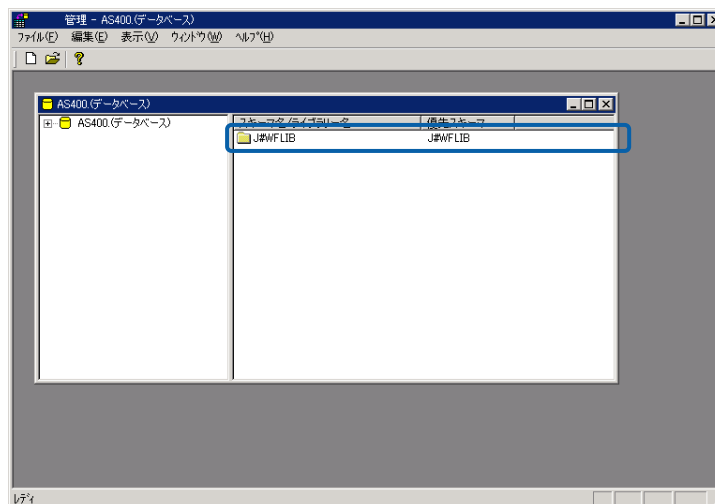 管理 - AS400.(データベース)
ファイル(F) 編集(E) 表示(V) ウィンドウ(W) ヘルプ(H)
AS400.(データベース)
AS400.(データベース)
スキーマ名/ライブラリー名 優先スキーマ
J#WFLIB J#WFLIB
レディ